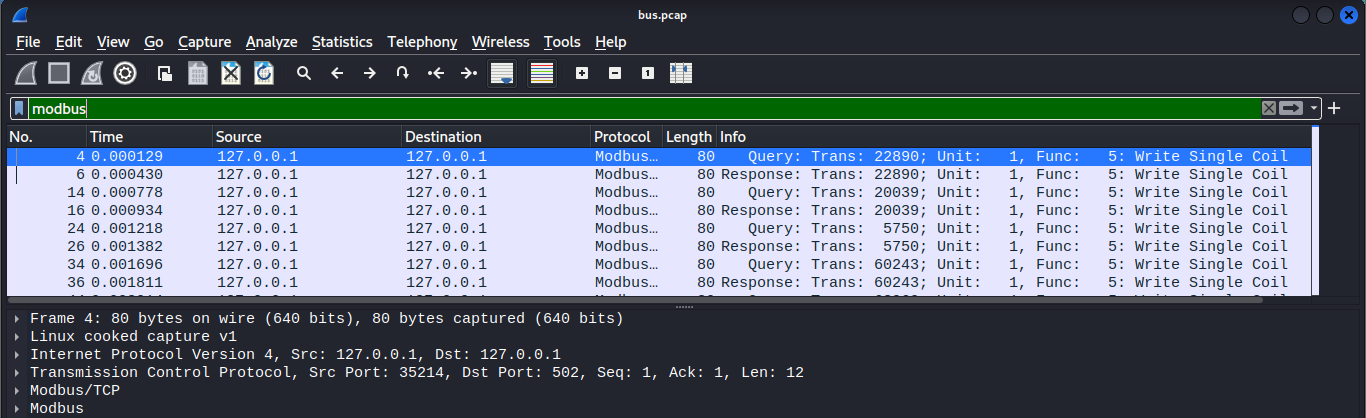 bus.pcap
File Edit View Go Capture Analyze Statistics Telephony Wireless Tools Help
modbus
No. Time Source Destination Protocol Length Info
4 0.000129 127.0.0.1 127.0.0.1 Modbus… 80 Query: Trans: 22890; Unit: 1, Func: 5: Write Single Coil
6 0.000430 127.0.0.1 127.0.0.1 Modbus… 80 Response: Trans: 22890; Unit: 1, Func: 5: Write Single Coil
14 0.000778 127.0.0.1 127.0.0.1 Modbus… 80 Query: Trans: 20039; Unit: 1, Func: 5: Write Single Coil
16 0.000934 127.0.0.1 127.0.0.1 Modbus… 80 Response: Trans: 20039; Unit: 1, Func: 5: Write Single Coil
24 0.001218 127.0.0.1 127.0.0.1 Modbus… 80 Query: Trans: 5750; Unit: 1, Func: 5: Write Single Coil
26 0.001382 127.0.0.1 127.0.0.1 Modbus… 80 Response: Trans: 5750; Unit: 1, Func: 5: Write Single Coil
34 0.001696 127.0.0.1 127.0.0.1 Modbus… 80 Query: Trans: 60243; Unit: 1, Func: 5: Write Single Coil
36 0.001811 127.0.0.1 127.0.0.1 Modbus… 80 Response: Trans: 60243; Unit: 1, Func: 5: Write Single Coil
Frame 4: 80 bytes on wire (640 bits), 80 bytes captured (640 bits)
Linux cooked capture v1
Internet Protocol Version 4, Src: 127.0.0.1, Dst: 127.0.0.1
Transmission Control Protocol, Src Port: 35214, Dst Port: 502, Seq: 1, Ack: 1, Len: 12
Modbus/TCP
Modbus